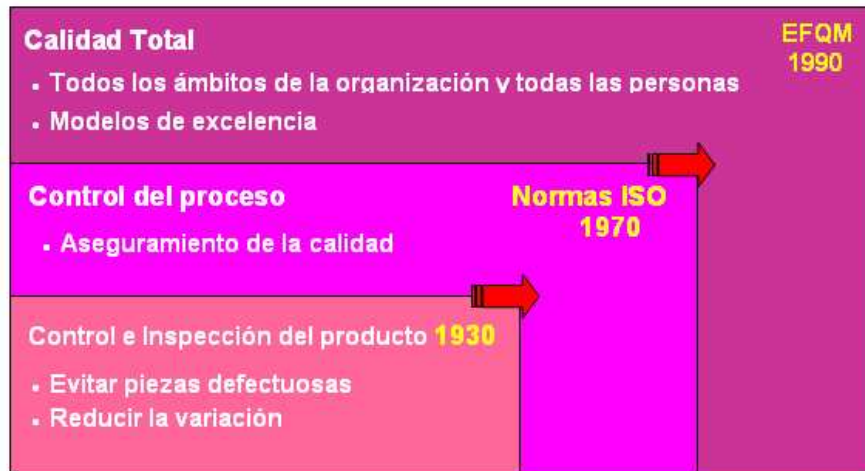 Calidad Total
EFQM
1990
• Todos los ámbitos de la organización y todas las personas
• Modelos de excelencia
Control del proceso
Normas ISO
1970
• Aseguramiento de la calidad
Control e Inspección del producto 1930
• Evitar piezas defectuosas
• Reducir la variación